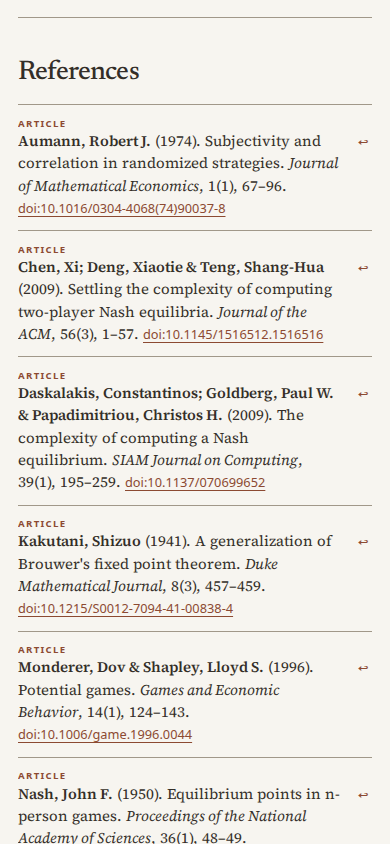 References
ARTICLE
Aumann, Robert J. (1974). Subjectivity and ↩
correlation in randomized strategies. Journal
of Mathematical Economics, 1(1), 67–96.
doi:10.1016/0304-4068(74)90037-8
ARTICLE
Chen, Xi; Deng, Xiaotie & Teng, Shang-Hua ↩
(2009). Settling the complexity of computing
two-player Nash equilibria. Journal of the
ACM, 56(3), 1–57. doi:10.1145/1516512.1516516
ARTICLE
Daskalakis, Constantinos; Goldberg, Paul W. ↩
& Papadimitriou, Christos H. (2009). The
complexity of computing a Nash
equilibrium. SIAM Journal on Computing,
39(1), 195–259. doi:10.1137/070699652
ARTICLE
Kakutani, Shizuo (1941). A generalization of ↩
Brouwer's fixed point theorem. Duke
Mathematical Journal, 8(3), 457–459.
doi:10.1215/S0012-7094-41-00838-4
ARTICLE
Monderer, Dov & Shapley, Lloyd S. (1996). ↩
Potential games. Games and Economic
Behavior, 14(1), 124–143.
doi:10.1006/game.1996.0044
ARTICLE
Nash, John F. (1950). Equilibrium points in n- ↩
person games. Proceedings of the National
Academy of Sciences, 36(1), 48–49.